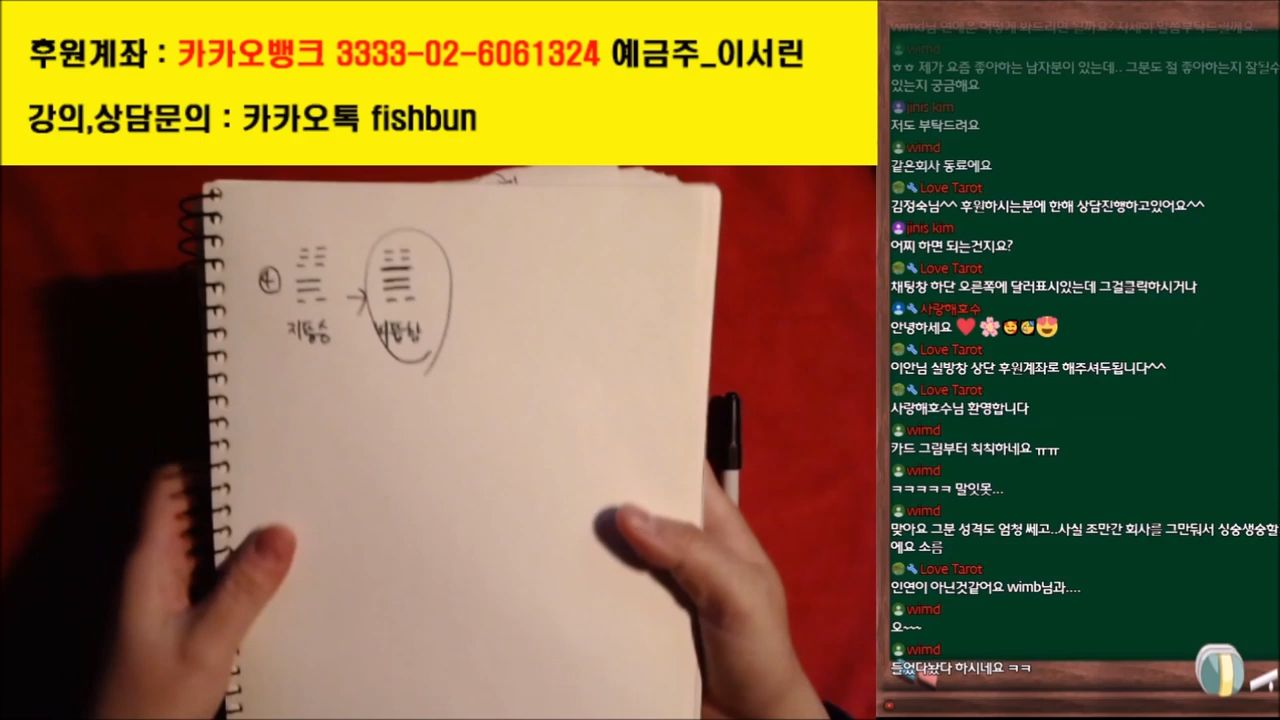 후원계좌 : 카카오뱅크 3333-02-6061324 예금주_이서린
강의,상담문의 : 카카오톡 fishbun
지풍승
wimd
ㅎㅎ 제가 요즘 좋아하는 남자분이 있는데.. 그분도 절 좋아하는지 잘될수
있는지 궁금해요
jinis kim
저도 부탁드려요
wimd
같은회사 동료에요
Love Tarot
김정숙님^^ 후원하시는분에 한해 상담진행하고있어요^^
jinis kim
어찌 하면 되는건지요?
Love Tarot
채팅창 하단 오른쪽에 달러표시있는데 그걸클릭하시거나
사랑해호수
안녕하세요 ❤️🌸🥰😘😍
Love Tarot
이안님 실방창 상단 후원계좌로 해주셔두됩니다^^
Love Tarot
사랑해호수님 환영합니다
wimd
카드 그림부터 칙칙하네요 ㅠㅠ
wimd
ㅋㅋㅋㅋㅋ 말잇못...
wimd
맞아요 그분 성격도 엄청 쎄고..사실 조만간 회사를 그만둬서 싱숭생숭할
에요 소름
Love Tarot
인연이 아닌것같어요 wimb님과....
wimd
오~~~
wimd
들었다놨다 하시네요 ㅋㅋ